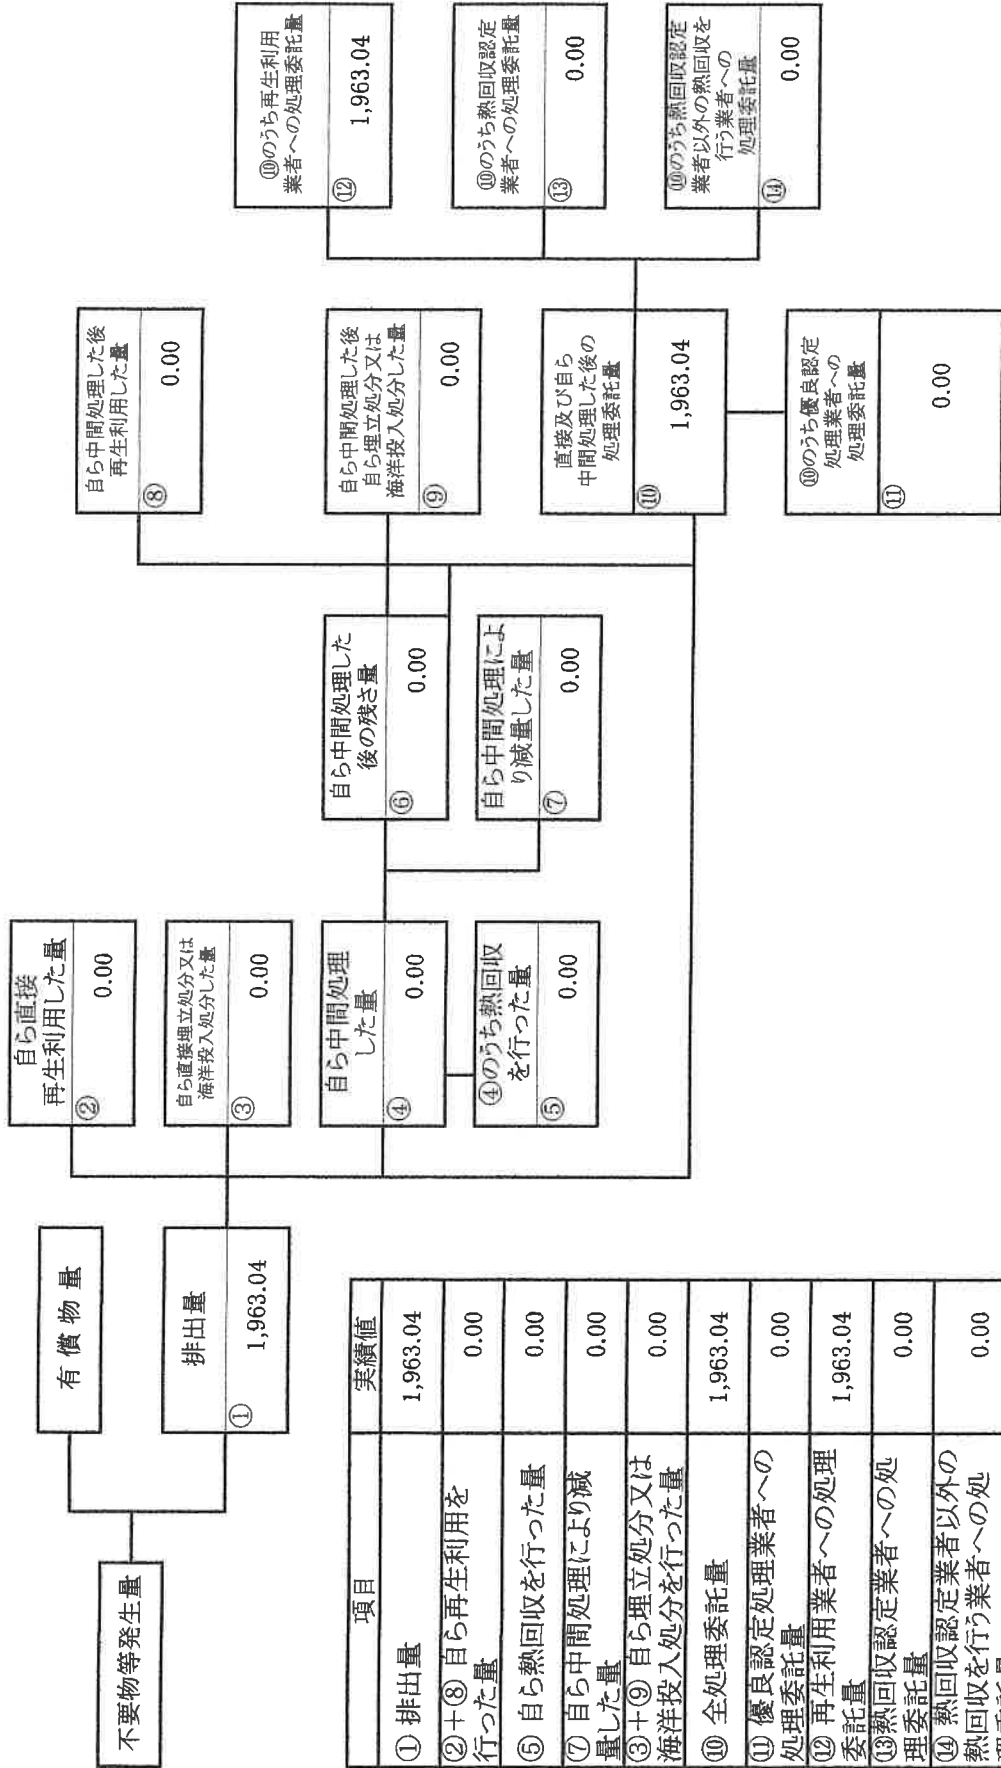 不要物等発生量
有 償 物 量
排出量
①
1,963.04
自ら直接
再生利用した量
②
0.00
自ら直接埋立処分又は
海洋投入処分した量
③
0.00
自ら中間処理
した量
④
0.00
④のうち熱回収
を行った量
⑤
0.00
自ら中間処理した
後の残さ量
⑥
0.00
自ら中間処理によ
り減量した量
⑦
0.00
自ら中間処理した後
再生利用した量
⑧
0.00
自ら中間処理した後
自ら埋立処分又は
海洋投入処分した量
⑨
0.00
直接及び自ら
中間処理した後の
処理委託量
⑩
1,963.04
⑩のうち優良認定
処理業者への
処理委託量
⑪
0.00
⑩のうち再生利用
業者への処理委託量
⑫
1,963.04
⑩のうち熱回収認定
業者への処理委託量
⑬
0.00
⑩のうち熱回収認定
業者以外の熱回収を
行う業者への
処理委託量
⑭
0.00
項目 実績値
① 排出量 1,963.04
②+⑧ 自ら再生利用を
行った量 0.00
⑤ 自ら熱回収を行った量 0.00
⑦ 自ら中間処理により減
量した量 0.00
③+⑨ 自ら埋立処分又は
海洋投入処分を行った量 0.00
⑩ 全処理委託量 1,963.04
⑪ 優良認定処理業者への
処理委託量 0.00
⑫ 再生利用業者への処理
委託量 1,963.04
⑬熱回収認定業者への処
理委託量 0.00
⑭ 熱回収認定業者以外の
熱回収を行う業者への処 0.00